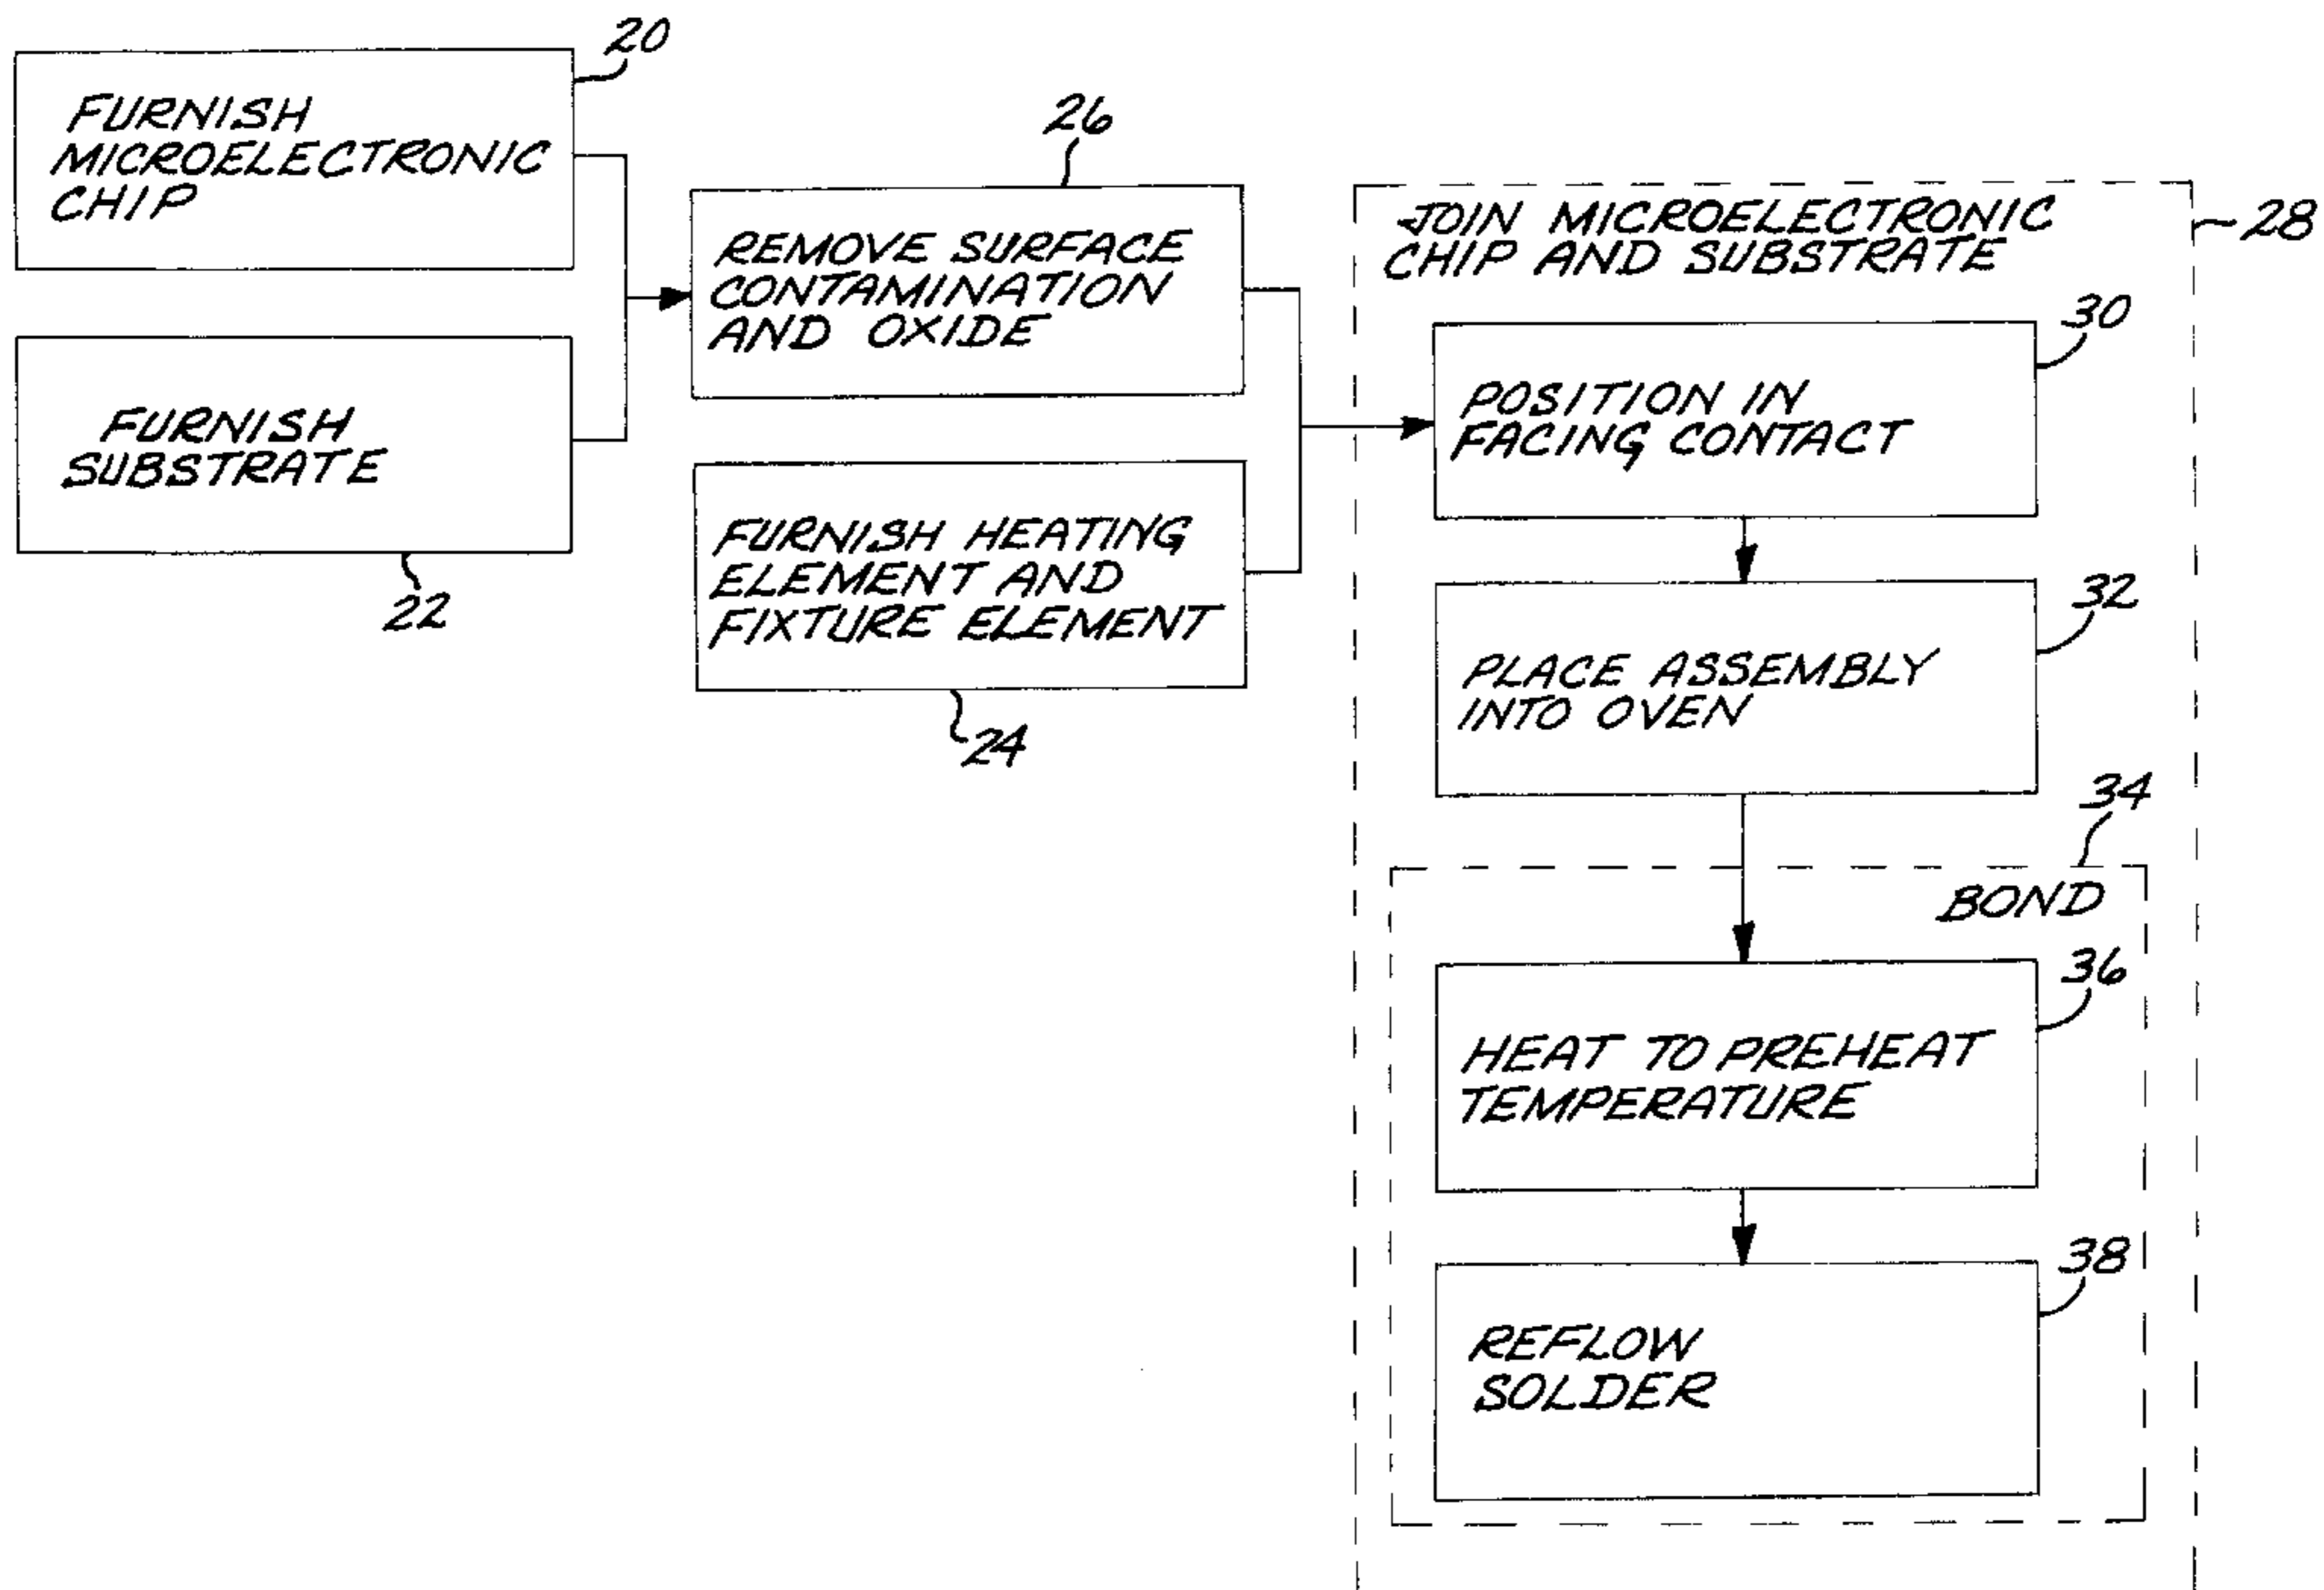 20
FURNISH
MICROELECTRONIC
CHIP
FURNISH
SUBSTRATE
22
26
REMOVE SURFACE
CONTAMINATION
AND OXIDE
FURNISH HEATING
ELEMENT AND
FIXTURE ELEMENT
24
JOIN MICROELECTRONIC
CHIP AND SUBSTRATE
28
30
POSITION IN
FACING CONTACT
32
PLACE ASSEMBLY
INTO OVEN
34
BOND
36
HEAT TO PREHEAT
TEMPERATURE
38
REFLOW
SOLDER